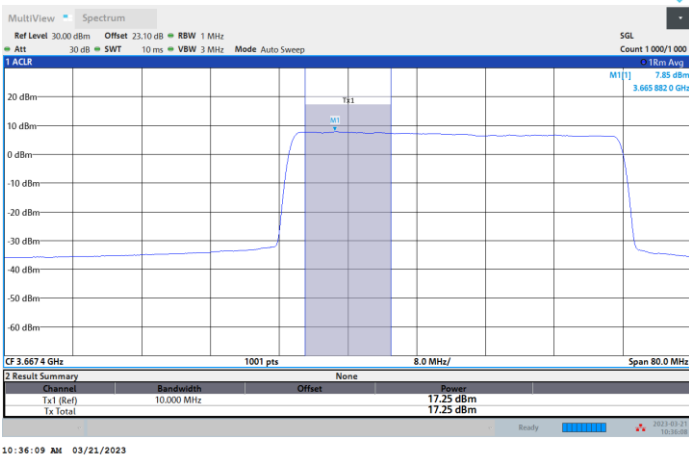 MultiView Spectrum
Ref Level 30.00 dBm Offset 23.10 dB RBW 1 MHz SGL
Att 30 dB SWT 10 ms VBW 3 MHz Mode Auto Sweep Count 1 000/1 000
1 ACLR 1Rm Avg
M1[1] 7.85 dBm
3.665 882 0 GHz
20 dBm
Tx1
10 dBm
M1
0 dBm
-10 dBm
-20 dBm
-30 dBm
-40 dBm
-50 dBm
-60 dBm
CF 3.667 4 GHz 1001 pts 8.0 MHz/ Span 80.0 MHz
2 Result Summary None
Channel Bandwidth Offset Power
Tx1 (Ref) 10.000 MHz 17.25 dBm
Tx Total 17.25 dBm
Ready 2023-03-21
10:36:08
10:36:09 AM 03/21/2023